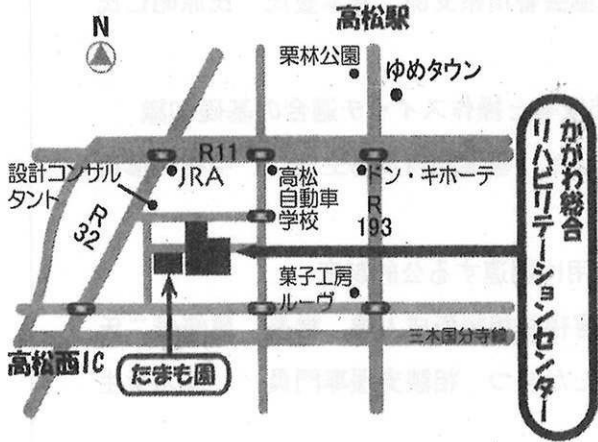 高松駅
N
栗林公園
ゆめタウン
R11
設計コンサル
タント
JRA
高松
自動車
学校
ドン・キホーテ
R
32
R
193
かがわ総合
リハビリテーションセンター
菓子工房
ルーヴ
三木国分寺線
高松西IC
たまも園